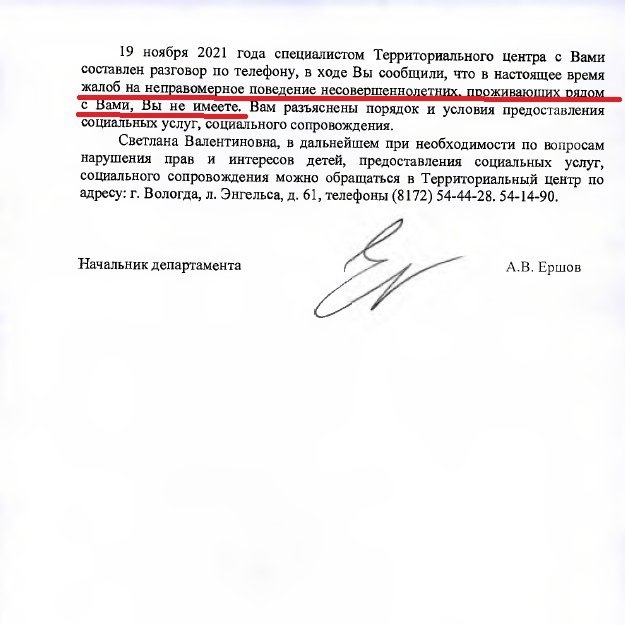 19 ноября 2021 года специалистом Территориального центра с Вами
составлен разговор по телефону, в ходе Вы сообщили, что в настоящее время
жалоб на неправомерное поведение несовершеннолетних, проживающих рядом
с Вами, Вы не имеете. Вам разъяснены порядок и условия предоставления
социальных услуг, социального сопровождения.
Светлана Валентиновна, в дальнейшем при необходимости по вопросам
нарушения прав и интересов детей, предоставления социальных услуг,
социального сопровождения можно обращаться в Территориальный центр по
адресу: г. Вологда, л. Энгельса, д. 61, телефоны (8172) 54-44-28. 54-14-90.
Начальник департамента
А.В. Ершов